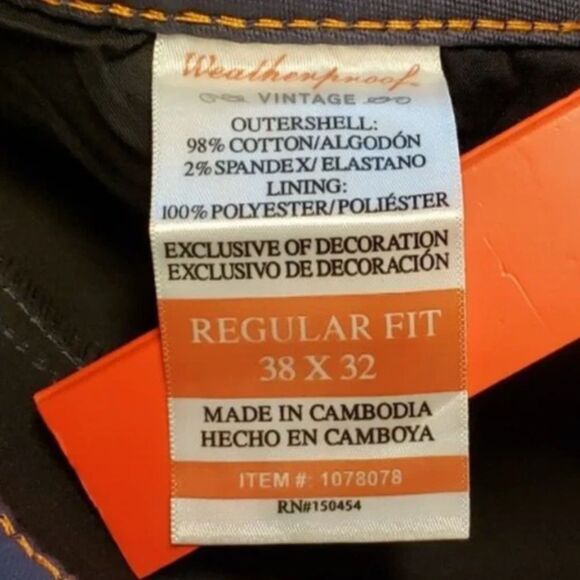 Weatherproof
VINTAGE
OUTERSHELL:
98% COTTON/ALGODÓN
2% SPANDEX/ ELASTANO
LINING:
100% POLYESTER/POLIÉSTER
EXCLUSIVE OF DECORATION
EXCLUSIVO DE DECORACIÓN
REGULAR FIT
38 X 32
MADE IN CAMBODIA
HECHO EN CAMBOYA
ITEM #: 1078078
RN#150454